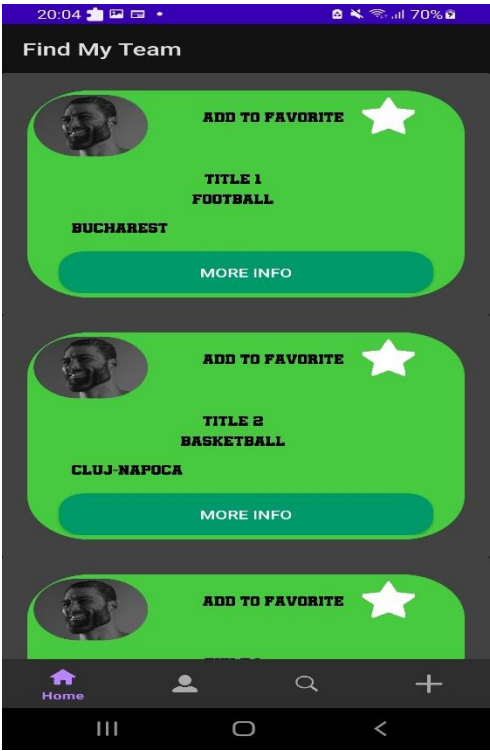 20:04 70%
Find My Team
ADD TO FAVORITE
TITLE 1
FOOTBALL
BUCHAREST
MORE INFO
ADD TO FAVORITE
TITLE 2
BASKETBALL
CLUJ-NAPOCA
MORE INFO
ADD TO FAVORITE
Home